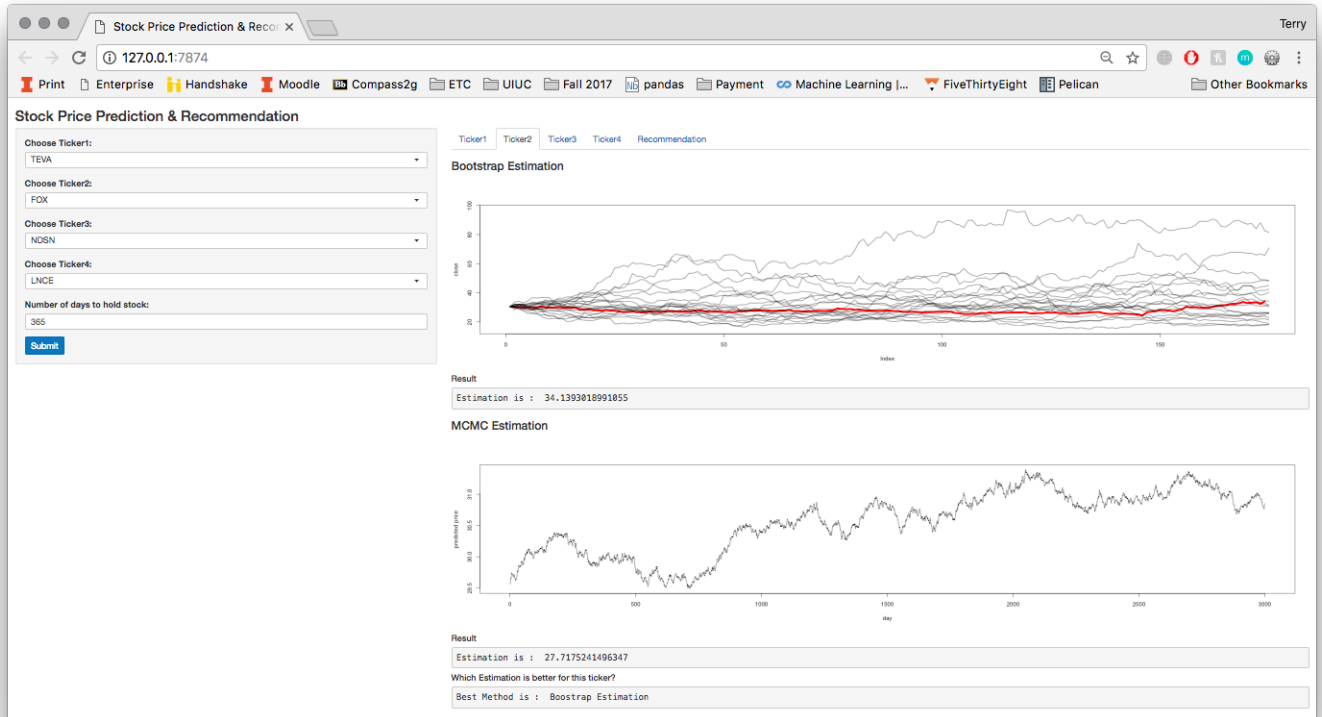 Stock Price Prediction & Recor
Terry
127.0.0.1:7874
Print Enterprise Handshake Moodle Bb Compass2g ETC UIUC Fall 2017 Nb pandas Payment Machine Learning |... FiveThirtyEight Pelican Other Bookmarks
Stock Price Prediction & Recommendation
Choose Ticker1:
TEVA
Choose Ticker2:
FOX
Choose Ticker3:
NDSN
Choose Ticker4:
LNCE
Number of days to hold stock:
365
Submit
Ticker1 Ticker2 Ticker3 Ticker4 Recommendation
Bootstrap Estimation
100
80
60
40
20
close
0 50 100 150
Index
Result
Estimation is : 34.1393018991055
MCMC Estimation
31.0
30.5
30.0
29.5
predicted price
0 500 1000 1500 2000 2500 3000
day
Result
Estimation is : 27.7175241496347
Which Estimation is better for this ticker?
Best Method is : Boostrap Estimation